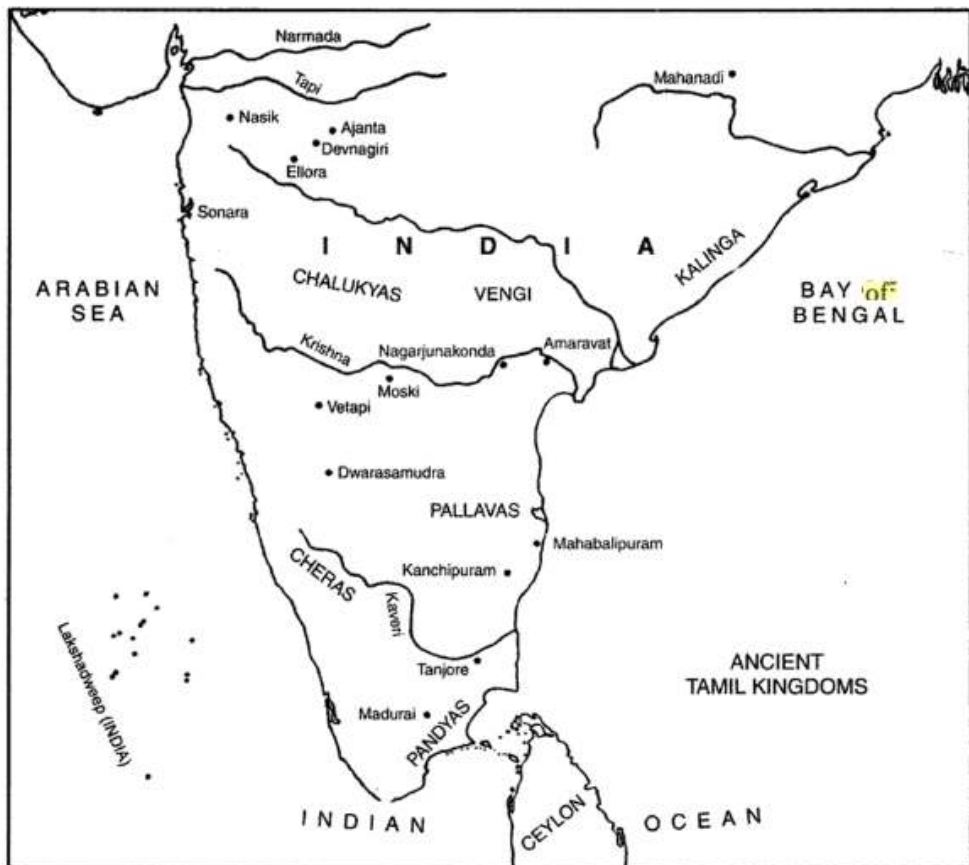 Narmada
Tapi
Mahanadi
Nasik
Ajanta
Devnagiri
Ellora
Sonara
I N D I A
KALINGA
CHALUKYAS
VENGI
ARABIAN
SEA
BAY of
BENGAL
Krishna
Nagarjunakonda
Amaravat
Moski
Vetapi
Dwarasamudra
PALLAVAS
Mahabalipuram
CHERAS
Kanchipuram
Kaveri
Lakshadweep (INDIA)
Tanjore
ANCIENT
TAMIL KINGDOMS
Madurai
PANDYAS
INDIAN
CEYLON
OCEAN